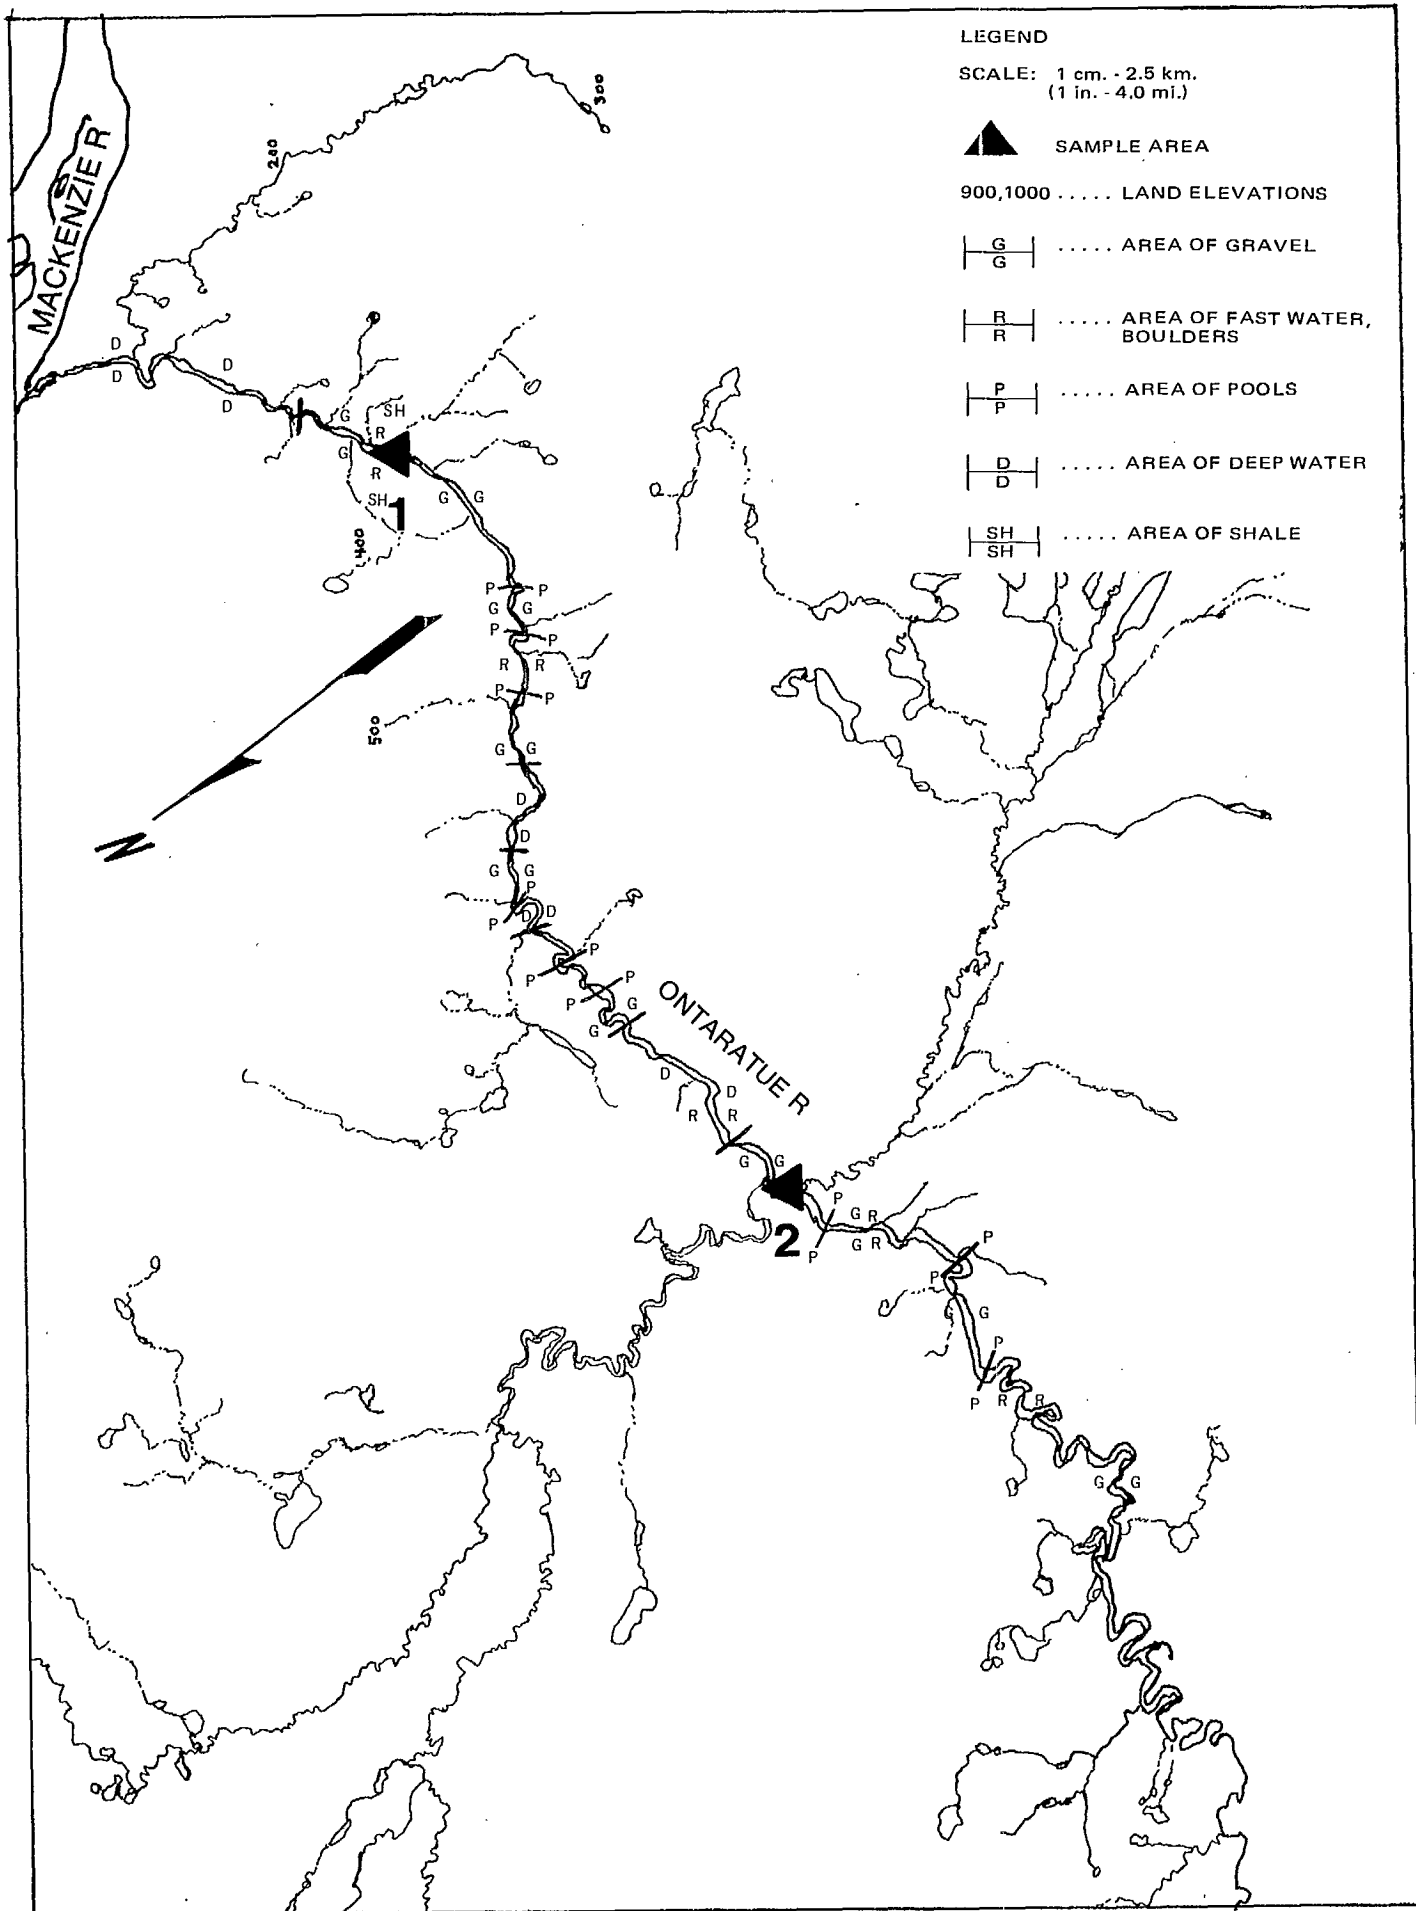 LEGEND
SCALE: 1 cm. - 2.5 km.
(1 in. - 4.0 mi.)
SAMPLE AREA
900,1000 ..... LAND ELEVATIONS
G
G ..... AREA OF GRAVEL
R
R ..... AREA OF FAST WATER,
BOULDERS
P
P ..... AREA OF POOLS
D
D ..... AREA OF DEEP WATER
SH
SH ..... AREA OF SHALE
MACKENZIE R
200
300
D
D
D
D
G
SH
R
G
R
SH
1
G G
400
P P
G G
P P
R R
P P
500
G G
D
D
G G
P
P
D D
P
P
P
P
G
G
ONTARATUE R
D
D
R R
G G
2
P
P
G R
G R
P
P
G
P
P
R R
G G
N